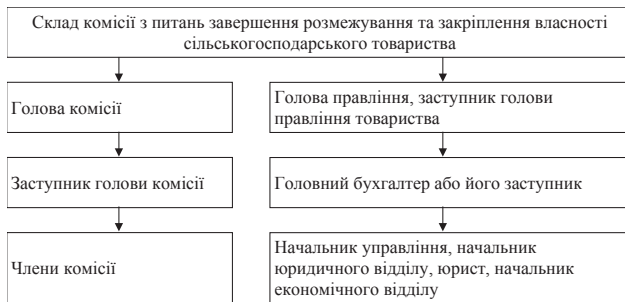 Склад комісії з питань завершення розмежування та закріплення власності
сільськогосподарського товариства
Голова комісії
Голова правління, заступник голови
правління товариства
Заступник голови комісії
Головний бухгалтер або його заступник
Члени комісії
Начальник управління, начальник
юридичного відділу, юрист, начальник
економічного відділу